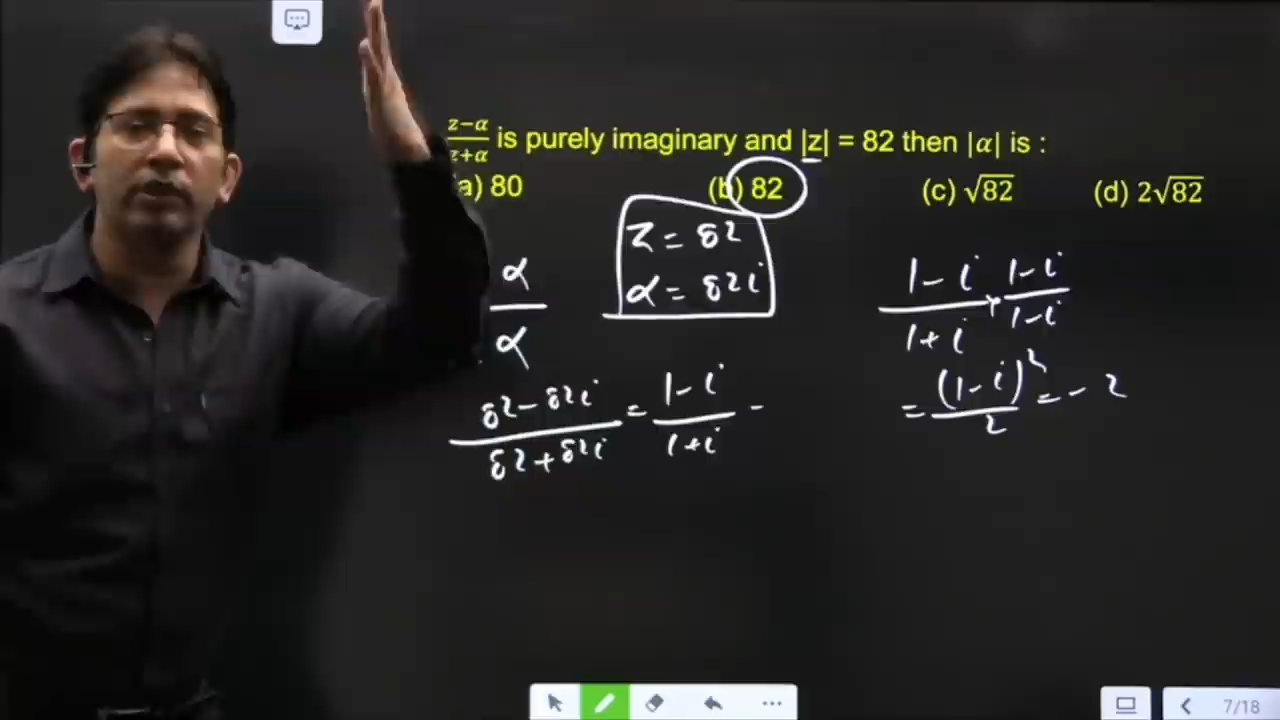 z−α/z+α is purely imaginary and |z| = 82 then |α| is :
a) 80 (b) 82 (c) √82 (d) 2√82
z = 82
α = 82i
α/α
82-82i/82+82i = 1-i/1+i =
1-i/1+i × 1-i/1-i
= (1-i)²/2 = -2
7/18